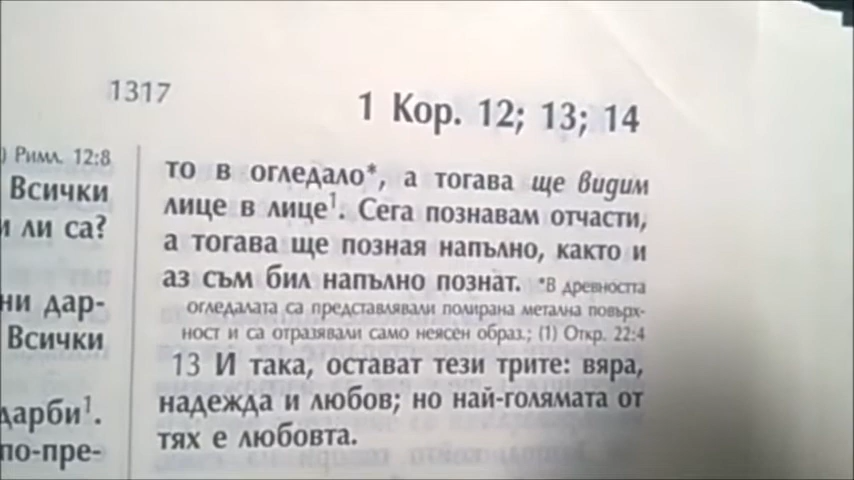 1317
1 Кор. 12; 13; 14
) Римл. 12:8
Всички
и ли са?
ни дар-
Всички
дарби¹.
по-пре-
то в огледало*, а тогава ще видим
лице в лице¹. Сега познавам отчасти,
а тогава ще позная напълно, както и
аз съм бил напълно познат. *В древността
огледалата са представлявали полирана метална повърх-
ност и са отразявали само неясен образ.; (1) Откр. 22:4
13 И така, остават тези трите: вяра,
надежда и любов; но най-голямата от
тях е любовта.